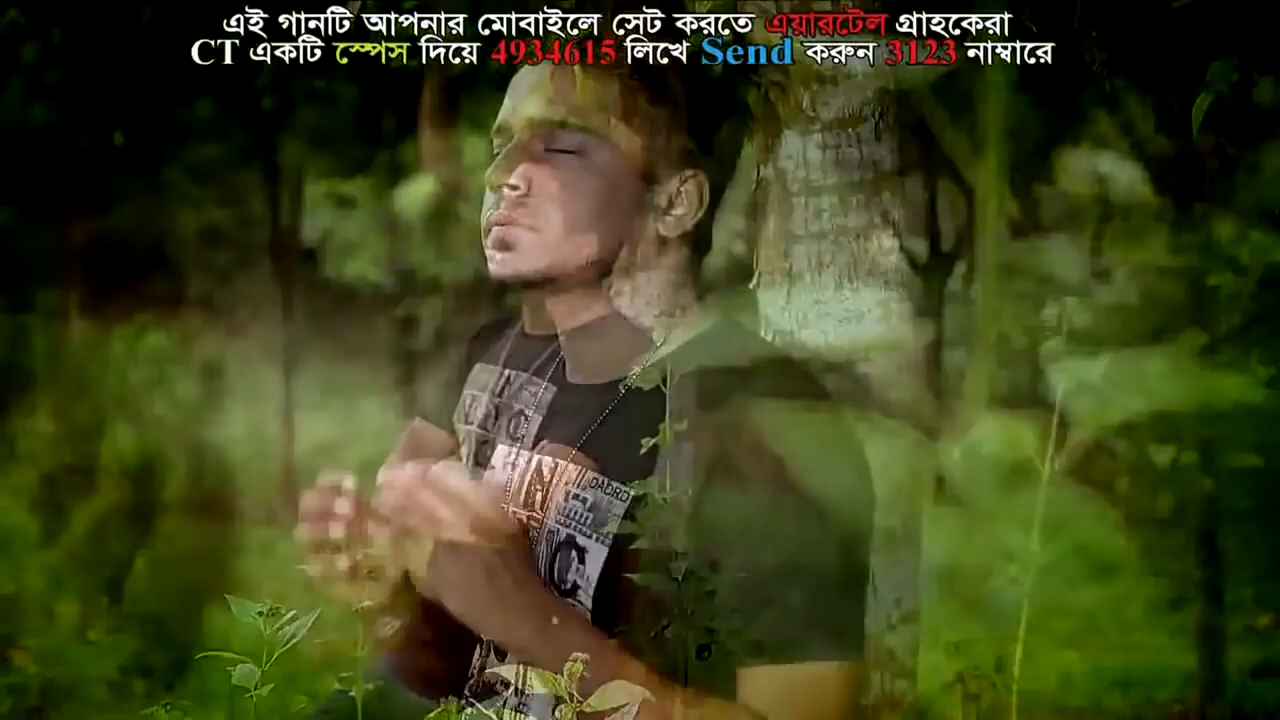 এই গানটি আপনার মোবাইলে সেট করতে এয়ারটেল গ্রাহকেরা
CT একটি স্পেস দিয়ে 4934615 লিখে Send করুন 3123 নাম্বারে